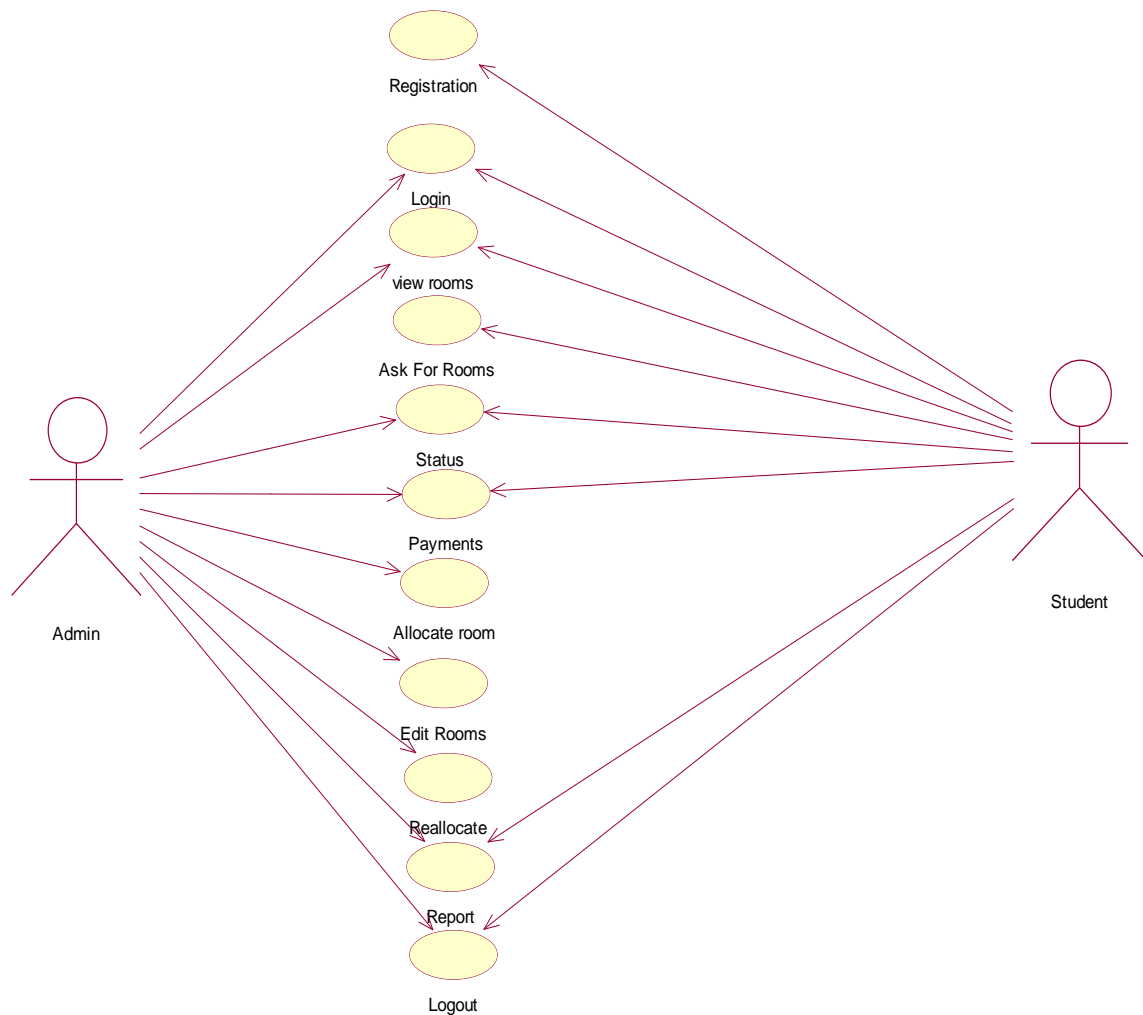 Registration
Login
view rooms
Ask For Rooms
Status
Payments
Allocate room
Edit Rooms
Reallocate
Report
Logout
Admin
Student